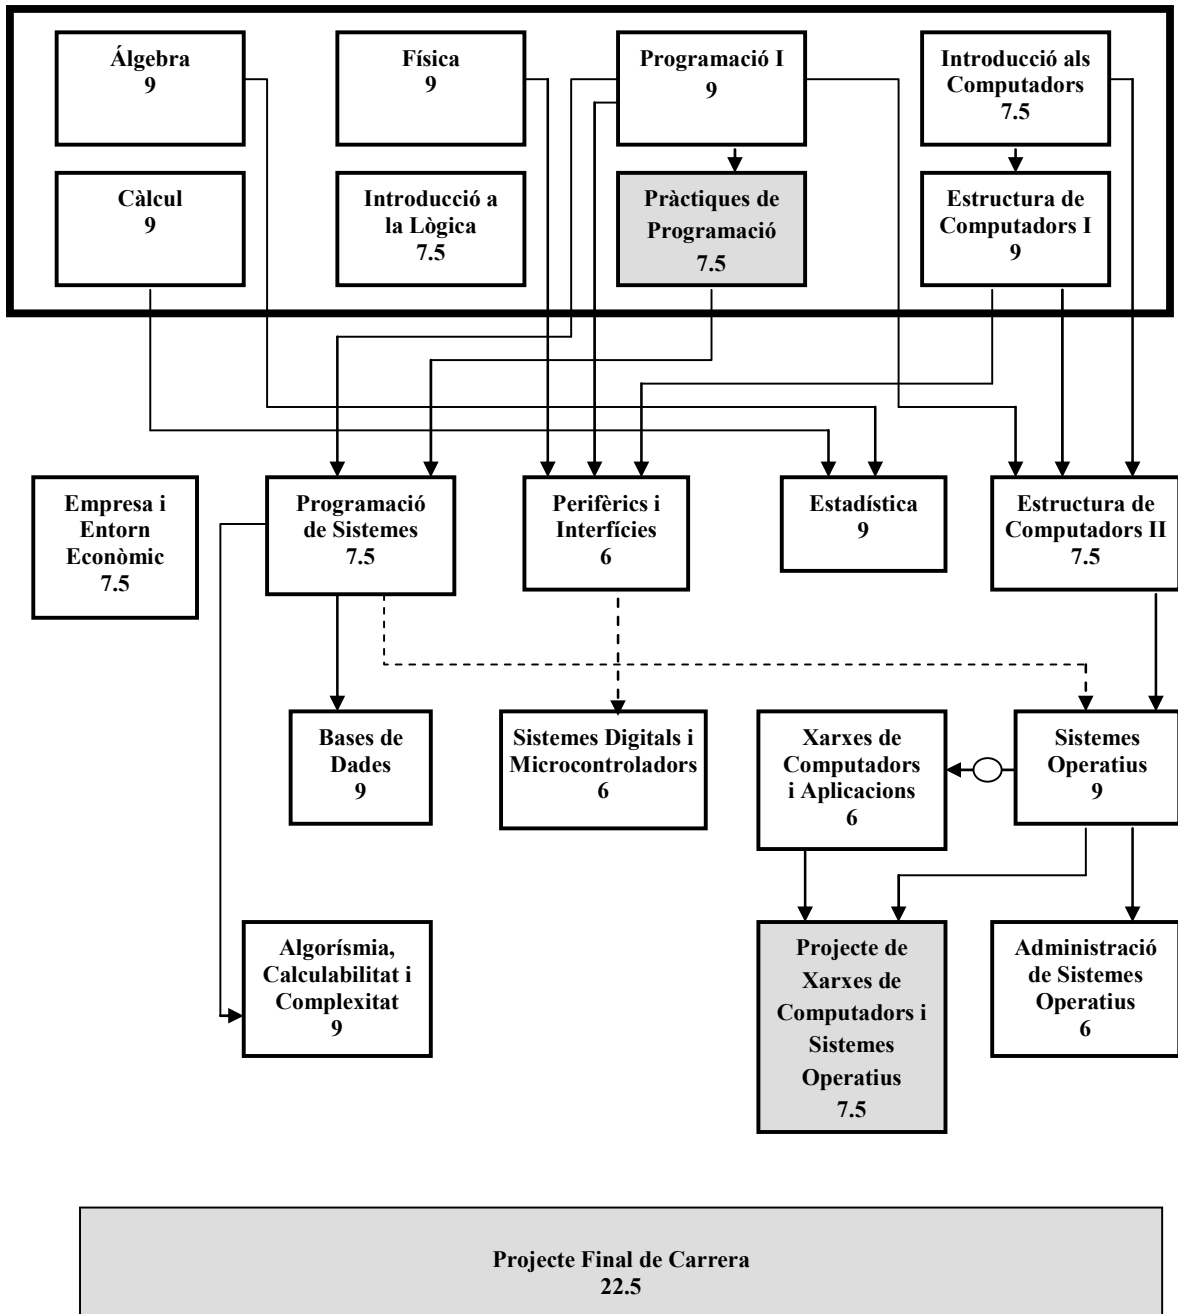 Álgebra
9
Física
9
Programació I
9
Introducció als
Computadors
7.5
Càlcul
9
Introducció a
la Lògica
7.5
Pràctiques de
Programació
7.5
Estructura de
Computadors I
9
Empresa i
Entorn
Econòmic
7.5
Programació
de Sistemes
7.5
Perifèrics i
Interfícies
6
Estadística
9
Estructura de
Computadors II
7.5
Bases de
Dades
9
Sistemes Digitals i
Microcontroladors
6
Xarxes de
Computadors
i Aplicacions
6
Sistemes
Operatius
9
Algorísmia,
Calculabilitat i
Complexitat
9
Projecte de
Xarxes de
Computadors i
Sistemes
Operatius
7.5
Administració
de Sistemes
Operatius
6
Projecte Final de Carrera
22.5